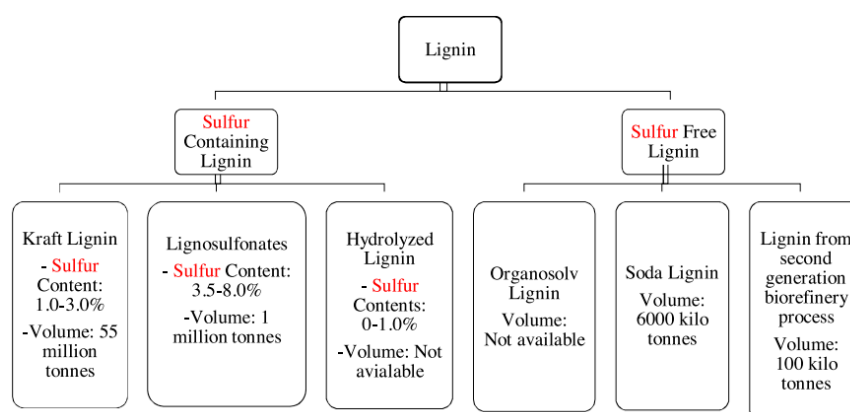 Lignin
Sulfur
Containing
Lignin
Sulfur Free
Lignin
Kraft Lignin
- Sulfur
Content:
1.0-3.0%
-Volume: 55
million
tonnes
Lignosulfonates
- Sulfur Content:
3.5-8.0%
-Volume: 1
million tonnes
Hydrolyzed
Lignin
- Sulfur
Contents:
0-1.0%
-Volume: Not
avialable
Organosolv
Lignin
Volume:
Not available
Soda Lignin
Volume:
6000 kilo
tonnes
Lignin from
second
generation
biorefinery
process
Volume:
100 kilo
tonnes